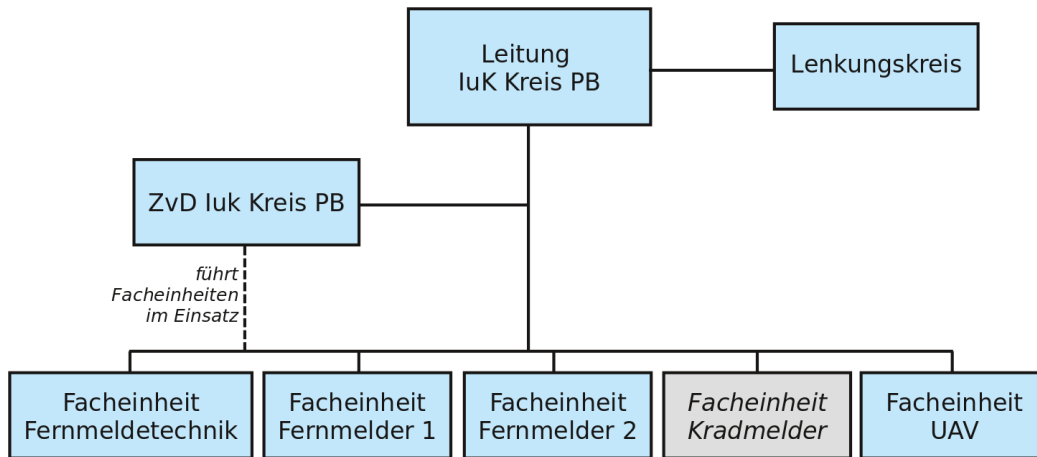 Leitung
IuK Kreis PB
Lenkungskreis
ZvD Iuk Kreis PB
führt
Facheinheiten
im Einsatz
Facheinheit
Fernmeldetechnik
Facheinheit
Fernmelder 1
Facheinheit
Fernmelder 2
Facheinheit
Kradmelder
Facheinheit
UAV